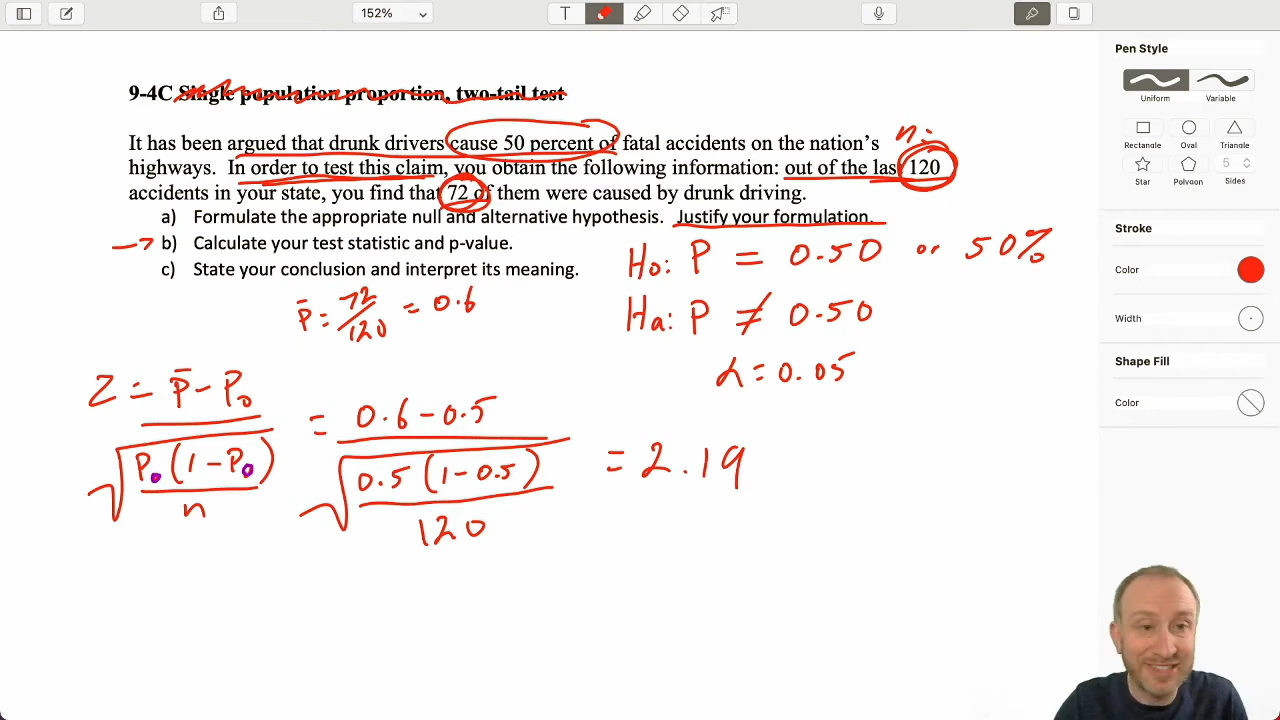 152%
T
Pen Style
Uniform Variable
Rectangle Oval Triangle
Star Polygon Sides
5
Stroke
Color
Width
Shape Fill
Color
9-4C Single population proportion, two-tail test
It has been argued that drunk drivers cause 50 percent of fatal accidents on the nation's
n=
highways. In order to test this claim, you obtain the following information: out of the last 120
accidents in your state, you find that 72 of them were caused by drunk driving.
a) Formulate the appropriate null and alternative hypothesis. Justify your formulation.
b) Calculate your test statistic and p-value.
c) State your conclusion and interpret its meaning.
Ho: P = 0.50 or 50%
Ha: P ≠ 0.50
α = 0.05
p̄ = 72/120 = 0.6
Z = p̄ - P₀ / √(P₀(1-P₀)/n) = 0.6-0.5 / √(0.5(1-0.5)/120) = 2.19